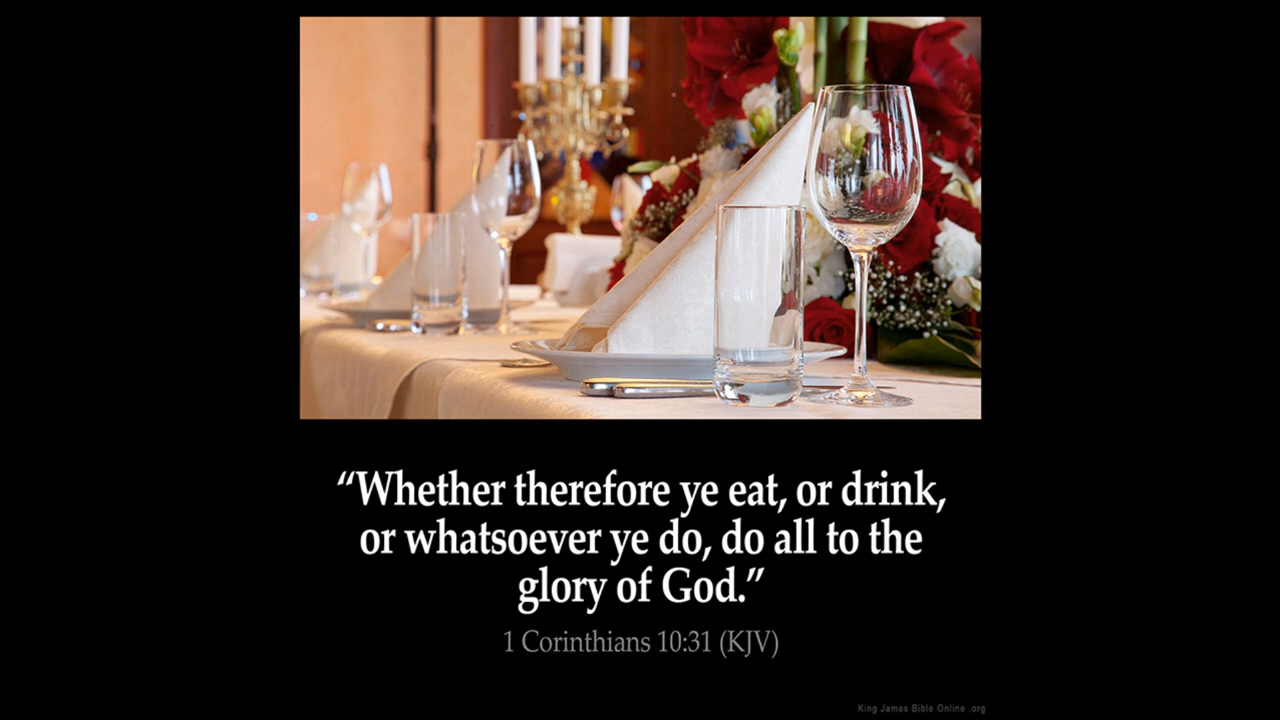 “Whether therefore ye eat, or drink,
or whatsoever ye do, do all to the
glory of God.”
1 Corinthians 10:31 (KJV)
King James Bible Online .org